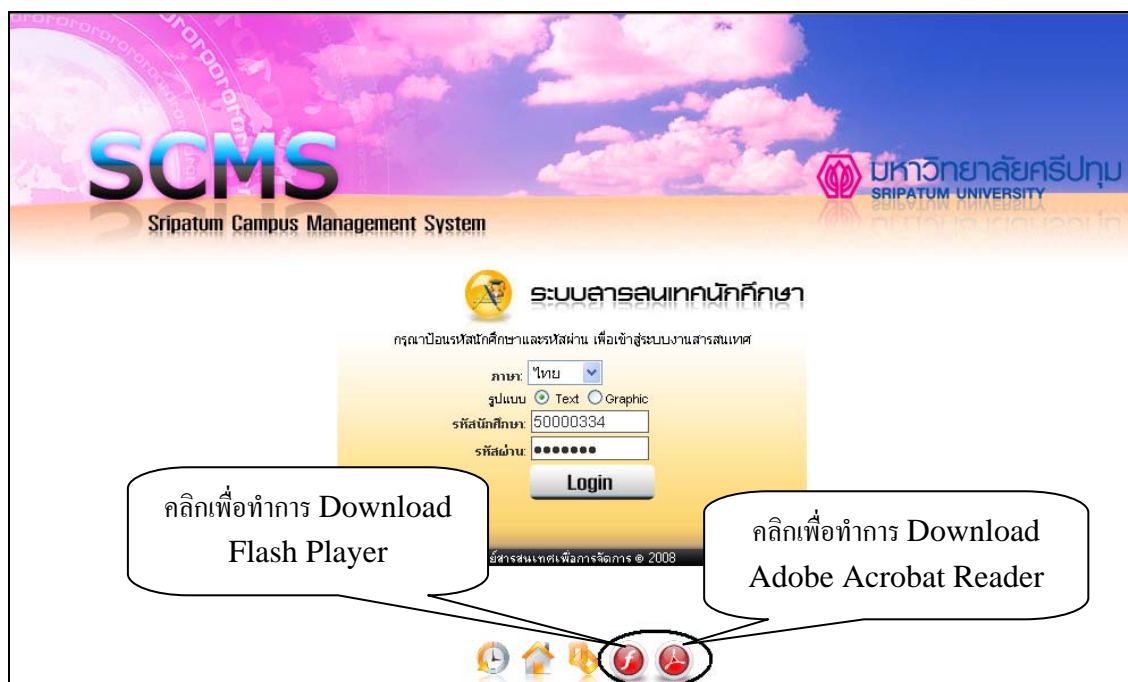 SCMS
Sripatum Campus Management System
มหาวิทยาลัยศรีปทุม
SRIPATUM UNIVERSITY
ระบบสารสนเทศนักศึกษา
กรุณาป้อนรหัสนักศึกษาและรหัสผ่าน เพื่อเข้าสู่ระบบงานสารสนเทศ
ภาษา: ไทย
รูปแบบ Text Graphic
รหัสนักศึกษา: 50000334
รหัสผ่าน: ●●●●●●●
Login
คลิกเพื่อทำการ Download
Flash Player
คลิกเพื่อทำการ Download
Adobe Acrobat Reader
สารสนเทศเพื่อการจัดการ © 2008